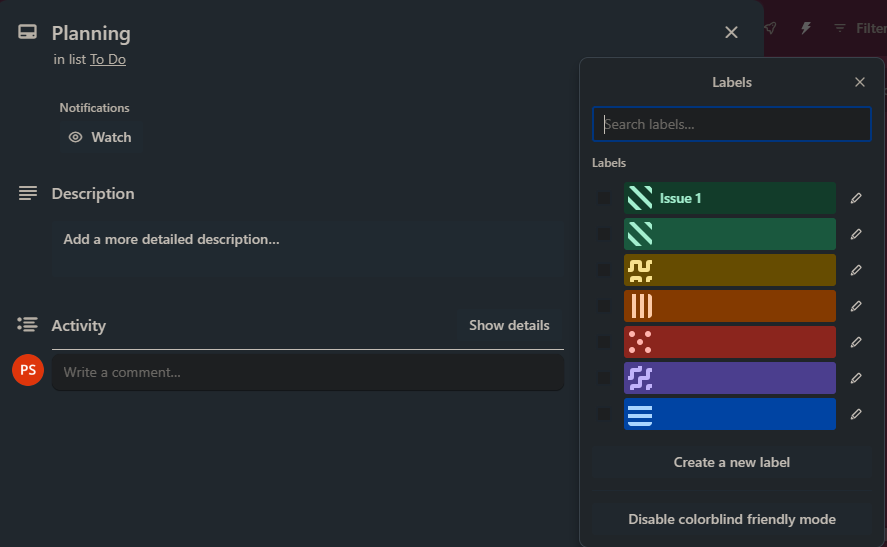 Planning
in list To Do
Notifications
Watch
Description
Add a more detailed description...
Activity
Show details
PS
Write a comment...
Filter
Labels
Search labels...
Labels
Issue 1
Create a new label
Disable colorblind friendly mode